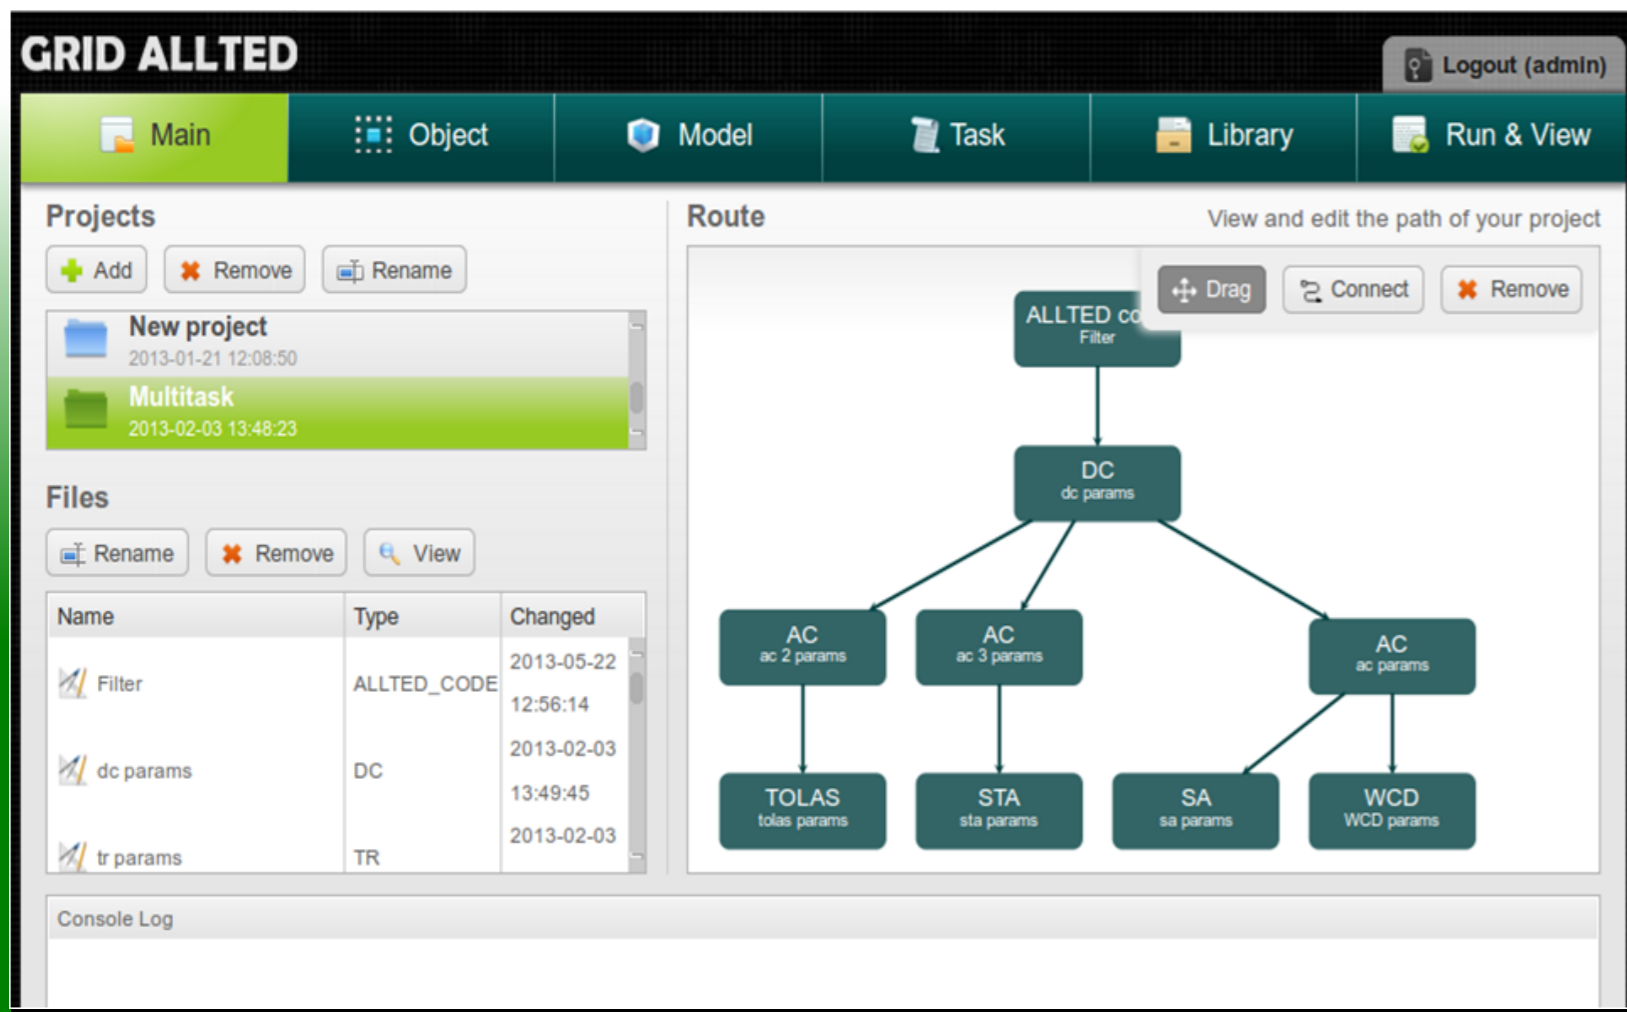 GRID ALLTED
Logout (admin)
Main
Object
Model
Task
Library
Run & View
Projects
Add
Remove
Rename
New project
2013-01-21 12:08:50
Multitask
2013-02-03 13:48:23
Files
Rename
Remove
View
Name Type Changed
Filter ALLTED_CODE 2013-05-22
12:56:14
dc params DC 2013-02-03
13:49:45
tr params TR 2013-02-03
Route
View and edit the path of your project
Drag
Connect
Remove
ALLTED
Filter
DC
dc params
AC
ac 2 params
AC
ac 3 params
AC
ac params
TOLAS
tolas params
STA
sta params
SA
sa params
WCD
WCD params
Console Log